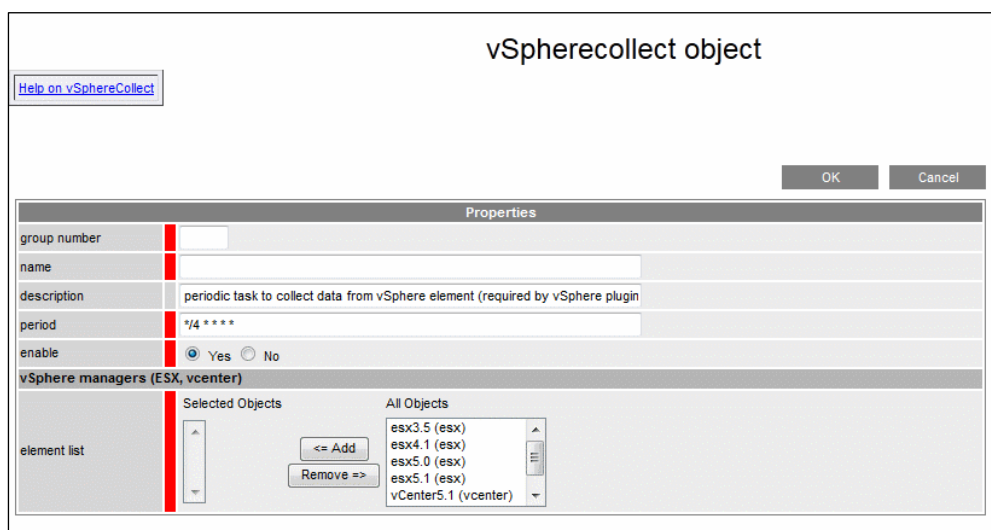 vSpherecollect object
Help on vSphereCollect
OK Cancel
Properties
group number
name
description periodic task to collect data from vSphere element (required by vSphere plugin
period */4 * * * *
enable Yes No
vSphere managers (ESX, vcenter)
Selected Objects All Objects
esx3.5 (esx)
<= Add esx4.1 (esx)
element list esx5.0 (esx)
Remove => esx5.1 (esx)
vCenter5.1 (vcenter)